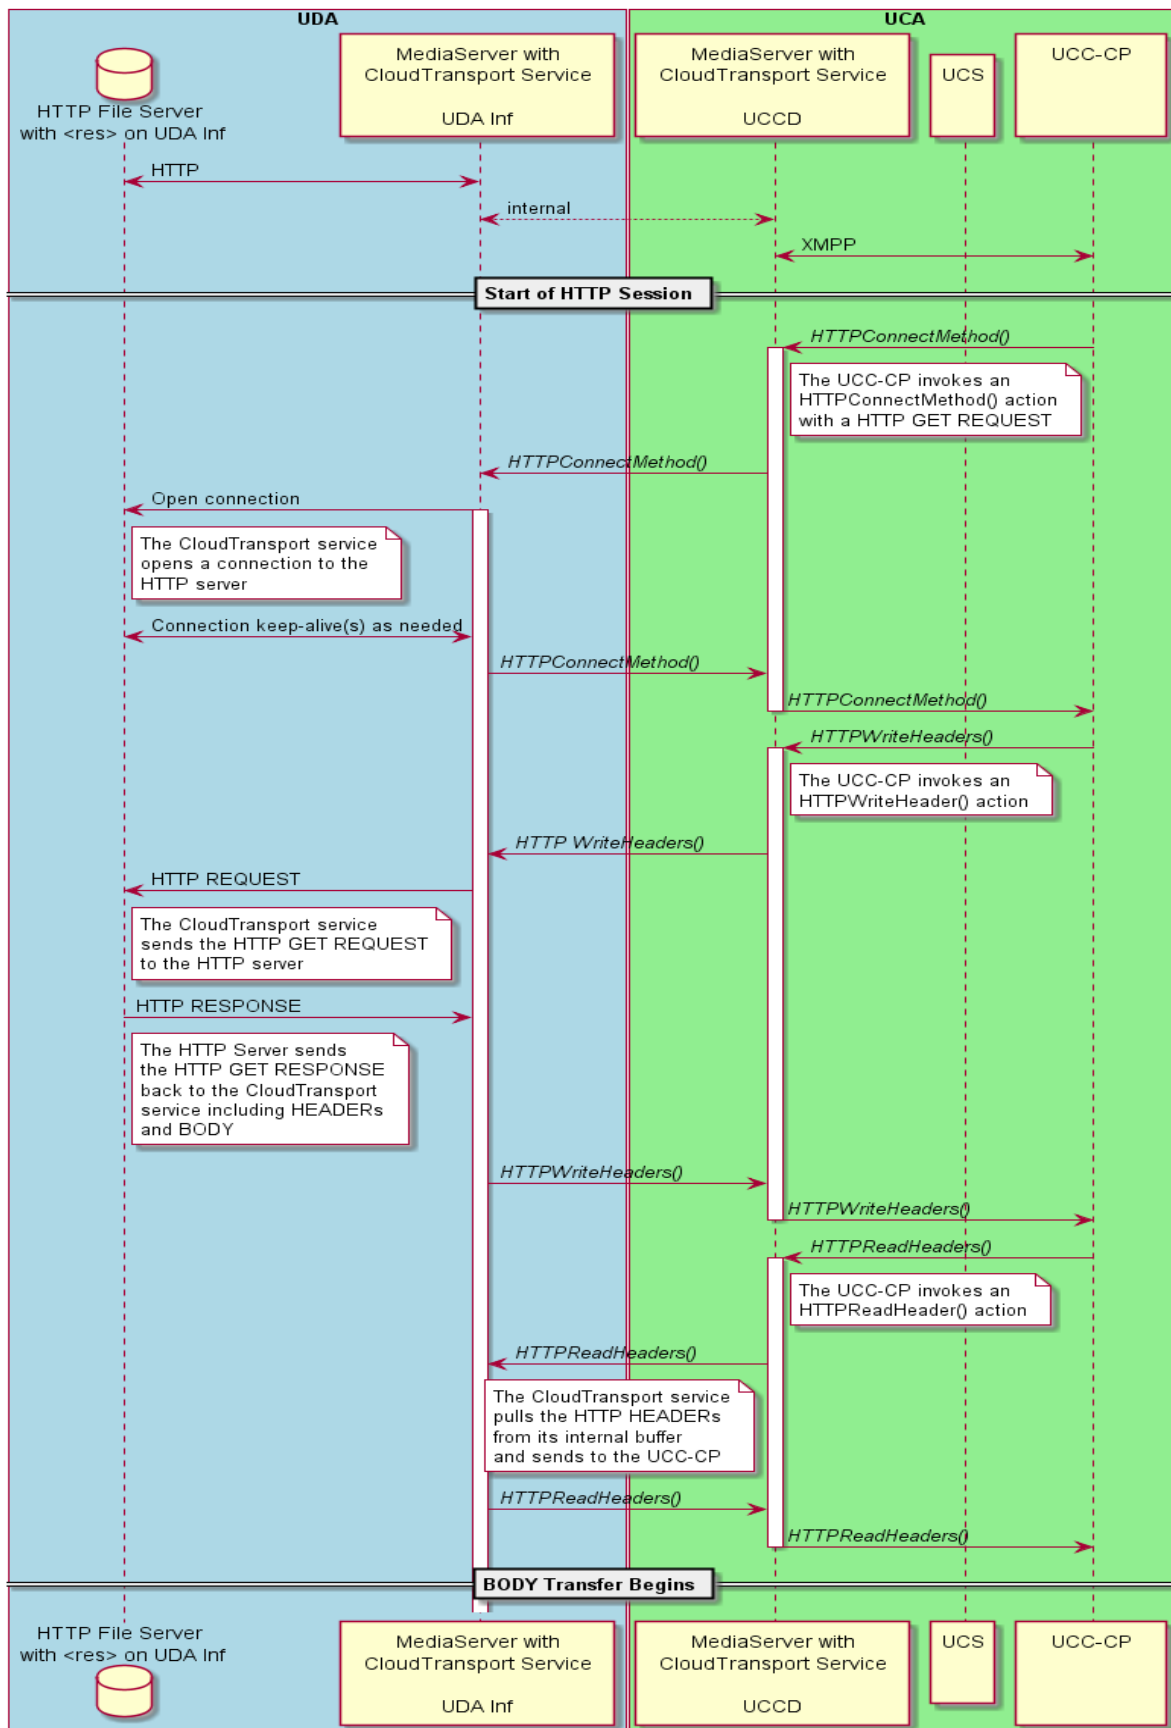 UDA
UCA
HTTP File Server
with <res> on UDA Inf
MediaServer with
CloudTransport Service
UDA Inf
MediaServer with
CloudTransport Service
UCCD
UCS
UCC-CP
HTTP
internal
XMPP
Start of HTTP Session
HTTPConnectMethod()
The UCC-CP invokes an
HTTPConnectMethod() action
with a HTTP GET REQUEST
HTTPConnectMethod()
Open connection
The CloudTransport service
opens a connection to the
HTTP server
Connection keep-alive(s) as needed
HTTPConnectMethod()
HTTPConnectMethod()
HTTPWriteHeaders()
The UCC-CP invokes an
HTTPWriteHeader() action
HTTP WriteHeaders()
HTTP REQUEST
The CloudTransport service
sends the HTTP GET REQUEST
to the HTTP server
HTTP RESPONSE
The HTTP Server sends
the HTTP GET RESPONSE
back to the CloudTransport
service including HEADERs
and BODY
HTTPWriteHeaders()
HTTPWriteHeaders()
HTTPReadHeaders()
The UCC-CP invokes an
HTTPReadHeader() action
HTTPReadHeaders()
The CloudTransport service
pulls the HTTP HEADERs
from its internal buffer
and sends to the UCC-CP
HTTPReadHeaders()
HTTPReadHeaders()
BODY Transfer Begins
HTTP File Server
with <res> on UDA Inf
MediaServer with
CloudTransport Service
UDA Inf
MediaServer with
CloudTransport Service
UCCD
UCS
UCC-CP